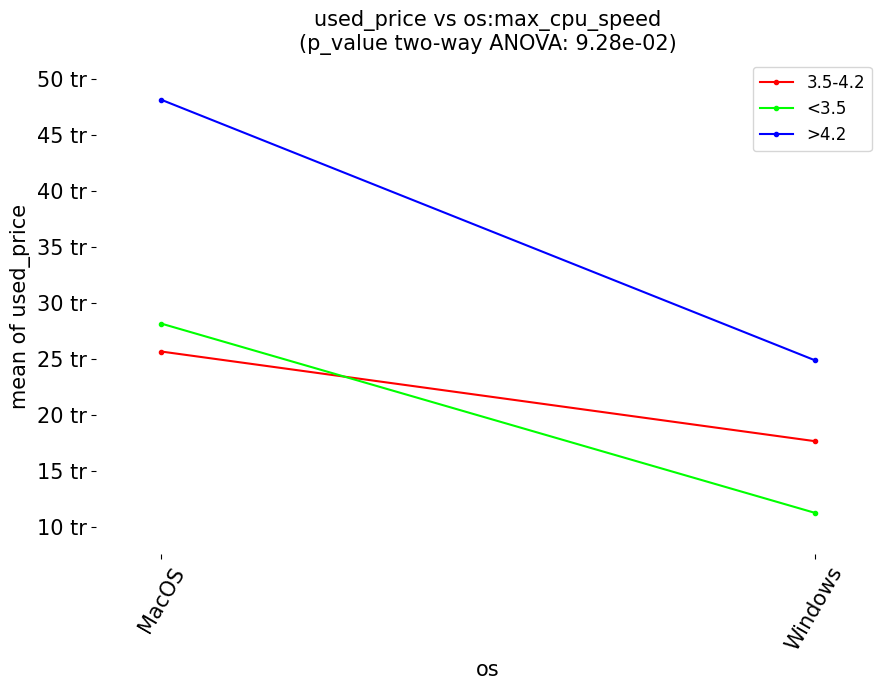 used_price vs os:max_cpu_speed
(p_value two-way ANOVA: 9.28e-02)
3.5-4.2
<3.5
>4.2
50 tr
45 tr
40 tr
35 tr
30 tr
25 tr
20 tr
15 tr
10 tr
mean of used_price
MacOS
Windows
os